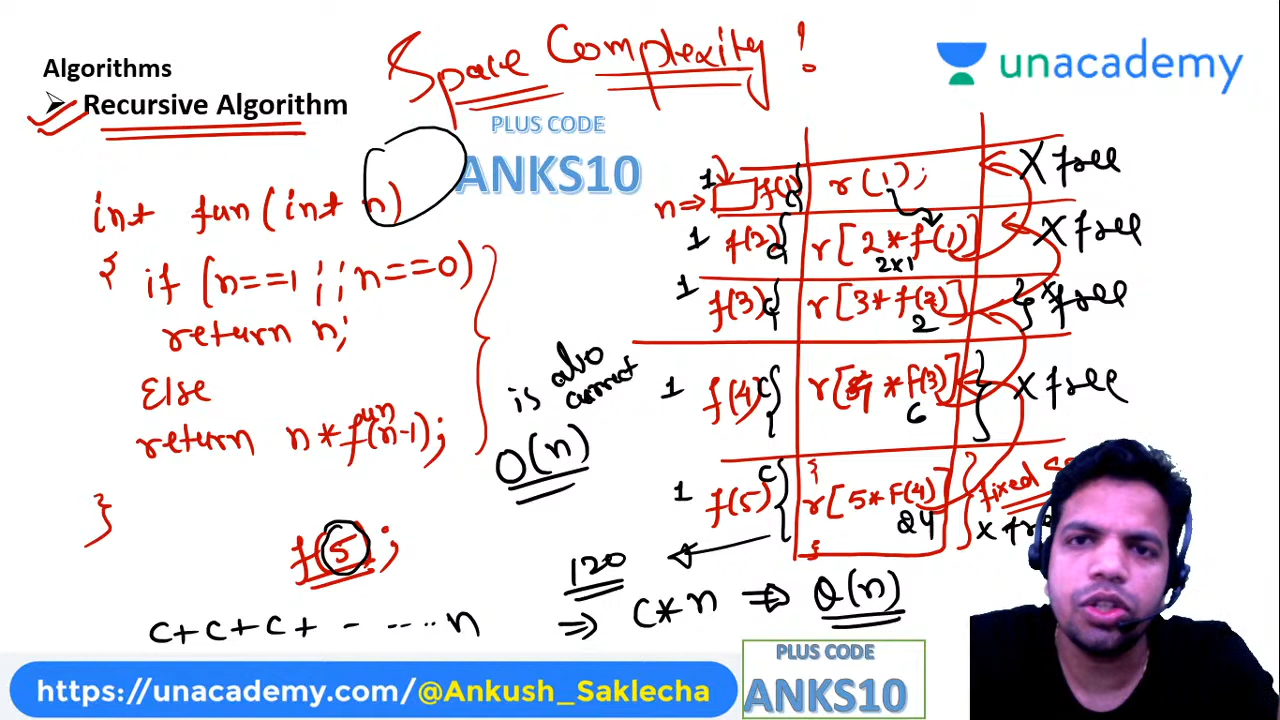 Space Complexity !
Algorithms
Recursive Algorithm
unacademy
PLUS CODE
ANKS10
int fun(int n)
{ if (n==1 || n==0)
return n;
Else
return n*fun(n-1);
}
f(5);
is also
correct
O(n)
n⇒ 1 f(1) r(1); X free
1 f(2) r[2*f(1)] X free
2x1
1 f(3) r[3*f(2)] X free
2
1 f(4) r[4*f(3)] X free
6
1 f(5) r[5*F(4)] fixed
24
120
c+c+c+ - ---- n ⇒ C*n ⇒ θ(n)
https://unacademy.com/@Ankush_Saklecha
PLUS CODE
ANKS10